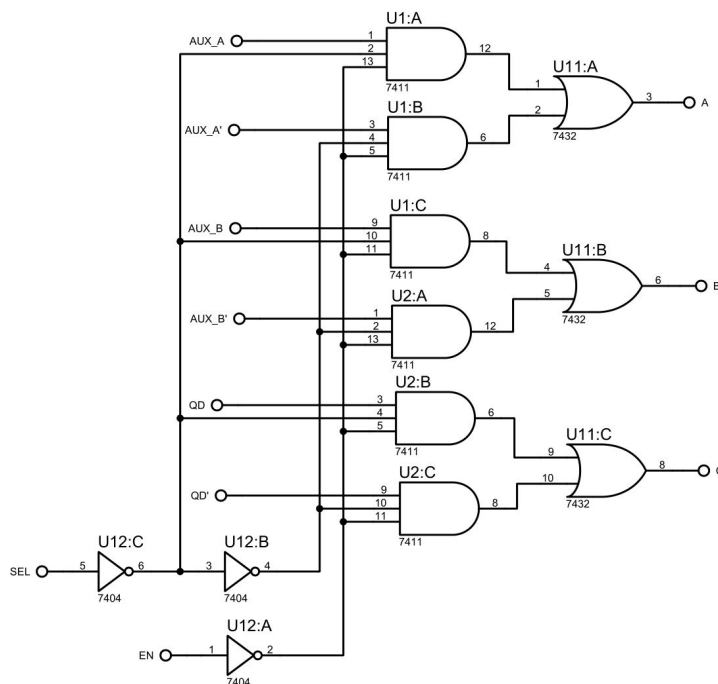 U1:A
AUX_A
1
2
13
12
7411
U1:B
AUX_A'
3
4
5
6
7411
U11:A
1
2
3
A
7432
U1:C
AUX_B
9
10
11
8
7411
U2:A
AUX_B'
1
2
13
12
7411
U11:B
4
5
6
7432
U2:B
QD
3
4
5
6
7411
U2:C
QD'
9
10
11
8
7411
U11:C
9
10
8
7432
U12:C
SEL
5
6
7404
U12:B
3
4
7404
U12:A
EN
1
2
7404